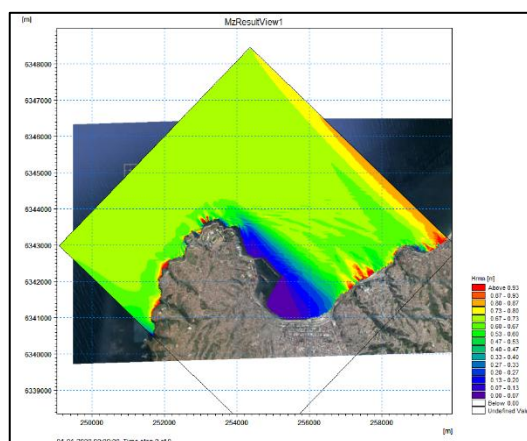 MzResultView1
[m]
6348000
6347000
6346000
6345000
6344000
6343000
6342000
6341000
6340000
6339000
250000 252000 254000 256000 258000
[m]
Hrms [m]
Above 0.93
0.87 - 0.93
0.80 - 0.87
0.73 - 0.80
0.67 - 0.73
0.60 - 0.67
0.53 - 0.60
0.47 - 0.53
0.40 - 0.47
0.33 - 0.40
0.27 - 0.33
0.20 - 0.27
0.13 - 0.20
0.07 - 0.13
0.00 - 0.07
Below 0.00
Undefined Val